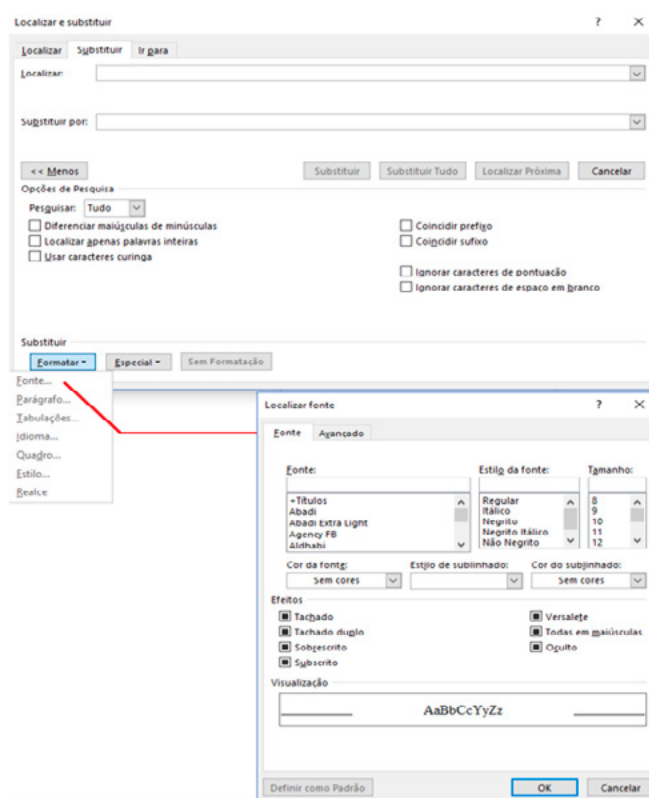 Localizar e substituir ? ×
Localizar Substituir Ir para
Localizar:
Substituir por:
<< Menos Substituir Substituir Tudo Localizar Próxima Cancelar
Opções de Pesquisa
Pesquisar: Tudo
Diferenciar maiúsculas de minúsculas
Localizar apenas palavras inteiras
Usar caracteres curinga
Coincidir prefixo
Coincidir sufixo
Ignorar caracteres de pontuação
Ignorar caracteres de espaço em branco
Substituir
Formatar Especial Sem Formatação
Fonte...
Parágrafo...
Tabulações...
Idioma...
Quadro...
Estilo...
Realce
Localizar fonte ? ×
Fonte Avançado
Fonte: Estilo da fonte: Tamanho:
+Títulos
Abadi
Abadi Extra Light
Agency FB
Aldhabi
Regular
Itálico
Negrito
Negrito Itálico
Não Negrito
8
9
10
11
12
Cor da fonte: Estilo de sublinhado: Cor do sublinhado:
Sem cores Sem cores
Efeitos
Tachado
Tachado duplo
Sobrescrito
Subscrito
Versalete
Todas em maiúsculas
Oculto
Visualização
AaBbCcYyZz
Definir como Padrão OK Cancelar